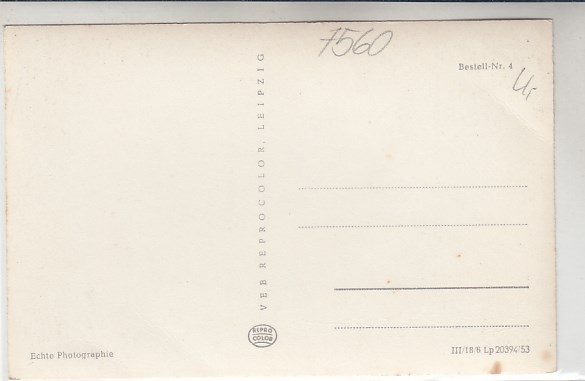 7560
Bestell-Nr. 4
4,-
VEB REPROCOLOR, LEIPZIG
REPRO
COLOR
Echte Photographie
III/18/6 Lp 20394/53